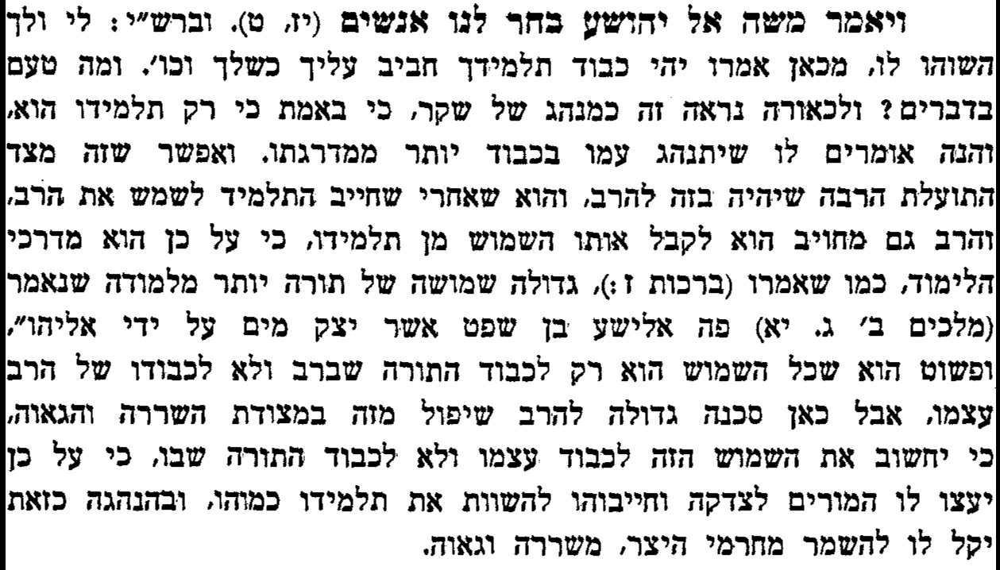 ויאמר משה אל יהושע בחר לנו אנשים (יז, ט). וברש״י: לי ולך
השוהו לו, מכאן אמרו יהי כבוד תלמידך חביב עליך כשלך וכו׳. ומה טעם
בדברים? ולכאורה נראה זה כמנהג של שקר, כי באמת כי רק תלמידו הוא,
והנה אומרים לו שיתנהג עמו בכבוד יותר ממדרגתו. ואפשר שזה מצד
התועלת הרבה שיהיה בזה להרב, והוא שאחרי שחייב התלמיד לשמש את הרב,
והרב גם מחויב הוא לקבל אותו השמוש מן תלמידו, כי על כן הוא מדרכי
הלימוד, כמו שאמרו (ברכות ז:), גדולה שמושה של תורה יותר מלמודה שנאמר
(מלכים ב׳ ג. יא) פה אלישע בן שפט אשר יצק מים על ידי אליהו״,
ופשוט הוא שכל השמוש הוא רק לכבוד התורה שברב ולא לכבודו של הרב
עצמו, אבל כאן סכנה גדולה להרב שיפול מזה במצודת השררה והגאוה,
כי יחשוב את השמוש הזה לכבוד עצמו ולא לכבוד התורה שבו, כי על כן
יעצו לו המורים לצדקה וחייבוהו להשוות את תלמידו כמוהו, ובהנהגה כזאת
יקל לו להשמר מחרמי היצר, משררה וגאוה.